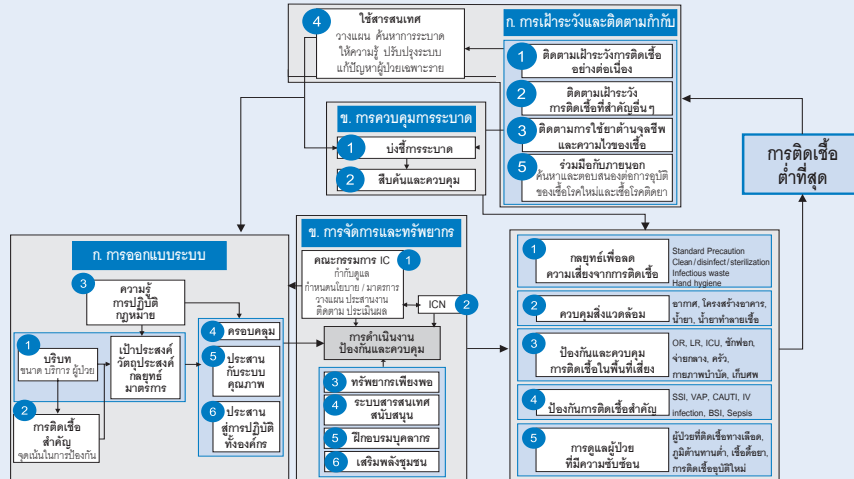 4
ใช้สารสนเทศ
วางแผน ค้นหาการระบาด
ให้ความรู้ ปรับปรุงระบบ
แก้ปัญหาผู้ป่วยเฉพาะราย
ก. การเฝ้าระวังและติดตามกำกับ
1
ติดตามเฝ้าระวังการติดเชื้อ
อย่างต่อเนื่อง
2
ติดตามเฝ้าระวัง
การติดเชื้อที่สำคัญอื่นๆ
3
ติดตามการใช้ยาต้านจุลชีพ
และความไวของเชื้อ
5
ร่วมมือกับภายนอก
ค้นหาและตอบสนองต่อการอุบัติ
ของเชื้อโรคใหม่และเชื้อโรคดื้อยา
ข. การควบคุมการระบาด
1
บ่งชี้การระบาด
2
สืบค้นและควบคุม
การติดเชื้อ
ต่ำที่สุด
ก. การออกแบบระบบ
3
ความรู้
การปฏิบัติ
กฎหมาย
1
บริบท
ขนาด บริการ ผู้ป่วย
2
การติดเชื้อ
สำคัญ
จุดเน้นในการป้องกัน
เป้าประสงค์
วัตถุประสงค์
กลยุทธ์
มาตรการ
4
ครอบคลุม
5
ประสาน
กับระบบ
คุณภาพ
6
ประสาน
สู่การปฏิบัติ
ทั้งองค์กร
ข. การจัดการและทรัพยากร
คณะกรรมการ IC
กำกับดูแล
กำหนดนโยบาย / มาตรการ
วางแผน ประสานงาน
ติดตาม ประเมินผล
1
ICN
2
การดำเนินงาน
ป้องกันและควบคุม
3
ทรัพยากรเพียงพอ
4
ระบบสารสนเทศ
สนับสนุน
5
ฝึกอบรมบุคลากร
6
เสริมพลังชุมชน
1
กลยุทธ์เพื่อลด
ความเสี่ยงจากการติดเชื้อ
Standard Precaution
Clean / disinfect / sterilization
Infectious waste
Hand hygiene
2
ควบคุมสิ่งแวดล้อม
อากาศ, โครงสร้างอาคาร,
น้ำยา, น้ำยาทำลายเชื้อ
3
ป้องกันและควบคุม
การติดเชื้อในพื้นที่เสี่ยง
OR, LR, ICU, ซักฟอก,
จ่ายกลาง, ครัว,
กายภาพบำบัด, เก็บศพ
4
ป้องกันการติดเชื้อสำคัญ
SSI, VAP, CAUTI, IV
infection, BSI, Sepsis
5
การดูแลผู้ป่วย
ที่มีความซับซ้อน
ผู้ป่วยที่ติดเชื้อทางเลือด,
ภูมิต้านทานต่ำ, เชื้อดื้อยา,
การติดเชื้ออุบัติใหม่